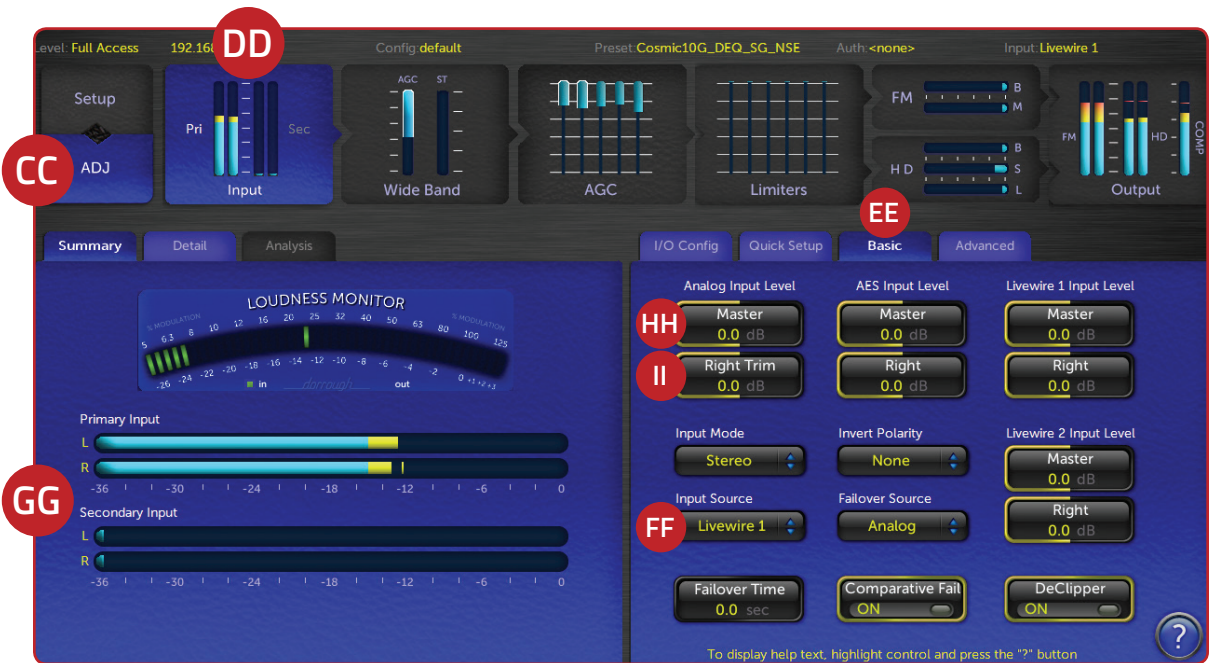 Level: Full Access 192.168 DD Config:default Preset:Cosmic10G_DEQ_SG_NSE Auth:<none> Input:Livewire 1
Setup
CC ADJ
Pri Sec
Input
AGC ST
Wide Band
AGC
Limiters
FM B
M
HD B
S
L
FM HD COMP
Output
EE
Summary Detail Analysis
I/O Config Quick Setup Basic Advanced
LOUDNESS MONITOR
% MODULATION % MODULATION
5 6.3 8 10 12 16 20 25 32 40 50 63 80 100 125
-26 -24 -22 -20 -18 -16 -14 -12 -10 -8 -6 -4 -2 0 +1 +2 +3
in dorrough out
Primary Input
L
R
-36 -30 -24 -18 -12 -6 0
GG
Secondary Input
L
R
-36 -30 -24 -18 -12 -6 0
Analog Input Level AES Input Level Livewire 1 Input Level
HH Master Master Master
0.0 dB 0.0 dB 0.0 dB
II Right Trim Right Right
0.0 dB 0.0 dB 0.0 dB
Input Mode Invert Polarity Livewire 2 Input Level
Stereo None Master
0.0 dB
Input Source Failover Source Right
FF Livewire 1 Analog 0.0 dB
Failover Time Comparative Fail DeClipper
0.0 sec ON ON
?
To display help text, highlight control and press the "?" button